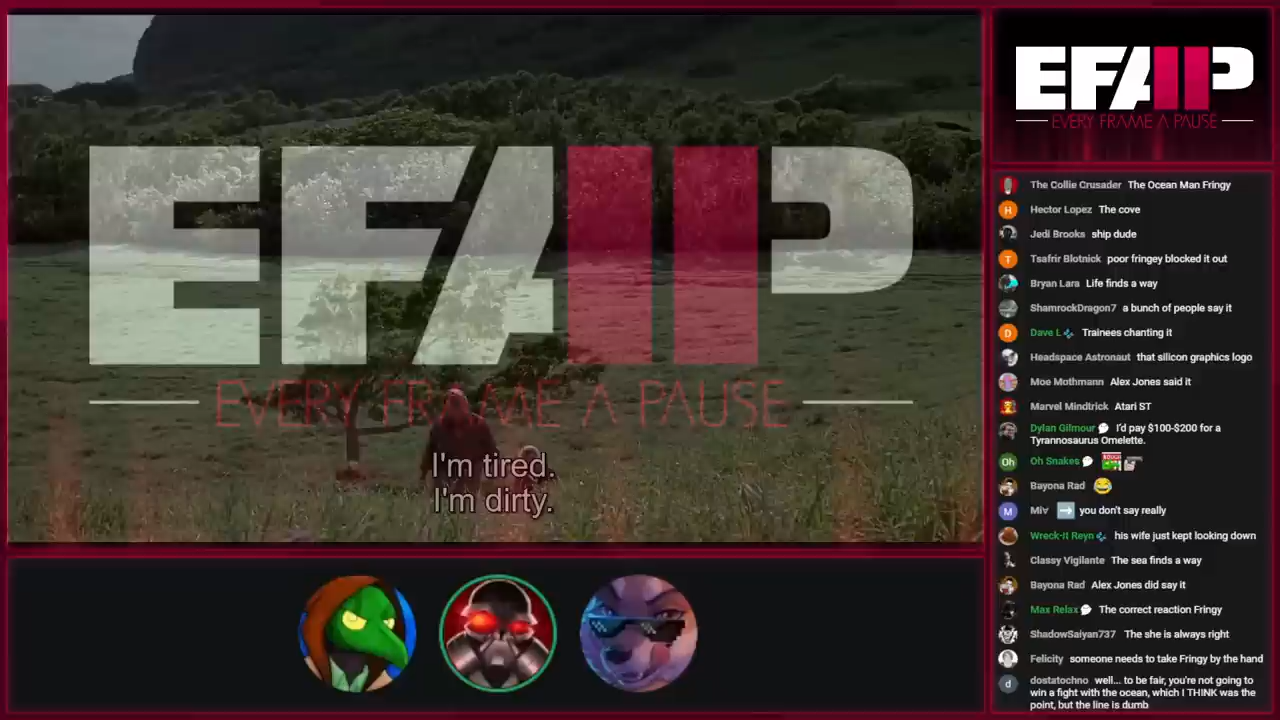 EFAP
EVERY FRAME A PAUSE
I'm tired.
I'm dirty.
EFAP
EVERY FRAME A PAUSE
The Collie Crusader The Ocean Man Fringy
H
Hector Lopez The cove
Jedi Brooks ship dude
T
Tsafrir Blotnick poor fringey blocked it out
Bryan Lara Life finds a way
ShamrockDragon7 a bunch of people say it
D
Dave L Trainees chanting it
Headspace Astronaut that silicon graphics logo
Moe Mothmann Alex Jones said it
Marvel Mindtrick Atari ST
Dylan Gilmour I'd pay $100-$200 for a
Tyrannosaurus Omelette.
Oh
Oh Snakes
Bayona Rad
M
Mi∀ you don't say really
Wreck-It Reyn his wife just kept looking down
Classy Vigilante The sea finds a way
Bayona Rad Alex Jones did say it
Max Relax The correct reaction Fringy
ShadowSaiyan737 The she is always right
Felicity someone needs to take Fringy by the hand
d
dostatochno well... to be fair, you're not going to
win a fight with the ocean, which I THINK was the
point, but the line is dumb